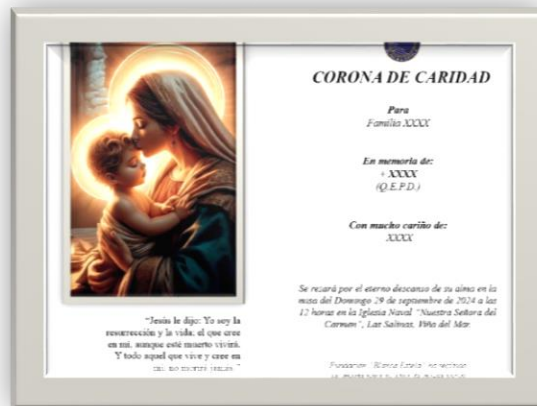 CORONA DE CARIDAD
Para
Familia XXXX
En memoria de:
+ XXXX
(Q.E.P.D.)
Con mucho cariño de:
XXXX
Se rezará por el eterno descanso de su alma en la
misa del Domingo 29 de septiembre de 2024 a las
12 horas en la Iglesia Naval "Nuestra Señora del
Carmen", Las Salinas, Viña del Mar.
Fundación "Blanca Estela"
"Jesús le dijo: Yo soy la
resurrección y la vida; el que cree
en mí, aunque esté muerto vivirá.
Y todo aquel que vive y cree en
mí, no morirá jamás."